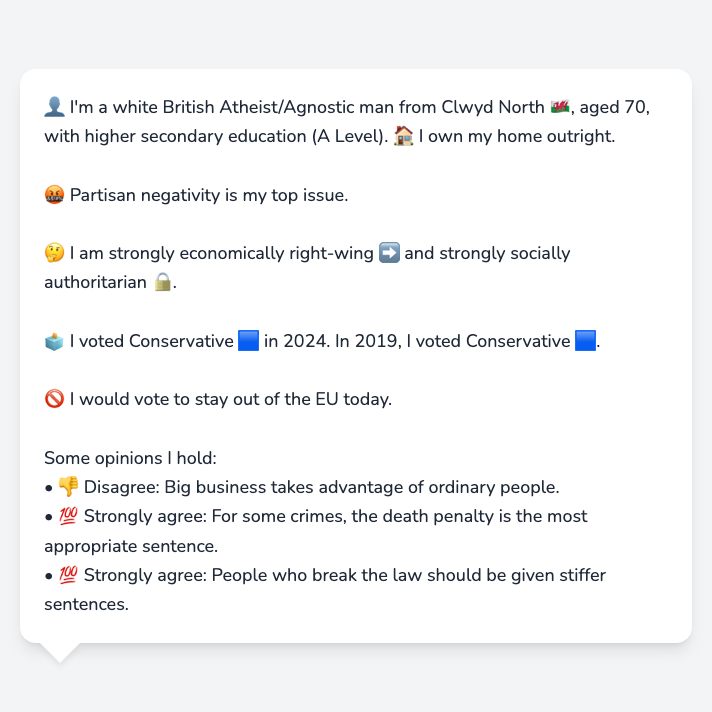 👤 I'm a white British Atheist/Agnostic man from Clwyd North 🏴󠁧󠁢󠁷󠁬󠁳󠁿, aged 70,
with higher secondary education (A Level). 🏠 I own my home outright.
🤬 Partisan negativity is my top issue.
🤔 I am strongly economically right-wing ➡️ and strongly socially
authoritarian 🔒.
🗳️ I voted Conservative 🟦 in 2024. In 2019, I voted Conservative 🟦.
🚫 I would vote to stay out of the EU today.
Some opinions I hold:
• 👎 Disagree: Big business takes advantage of ordinary people.
• 💯 Strongly agree: For some crimes, the death penalty is the most
appropriate sentence.
• 💯 Strongly agree: People who break the law should be given stiffer
sentences.